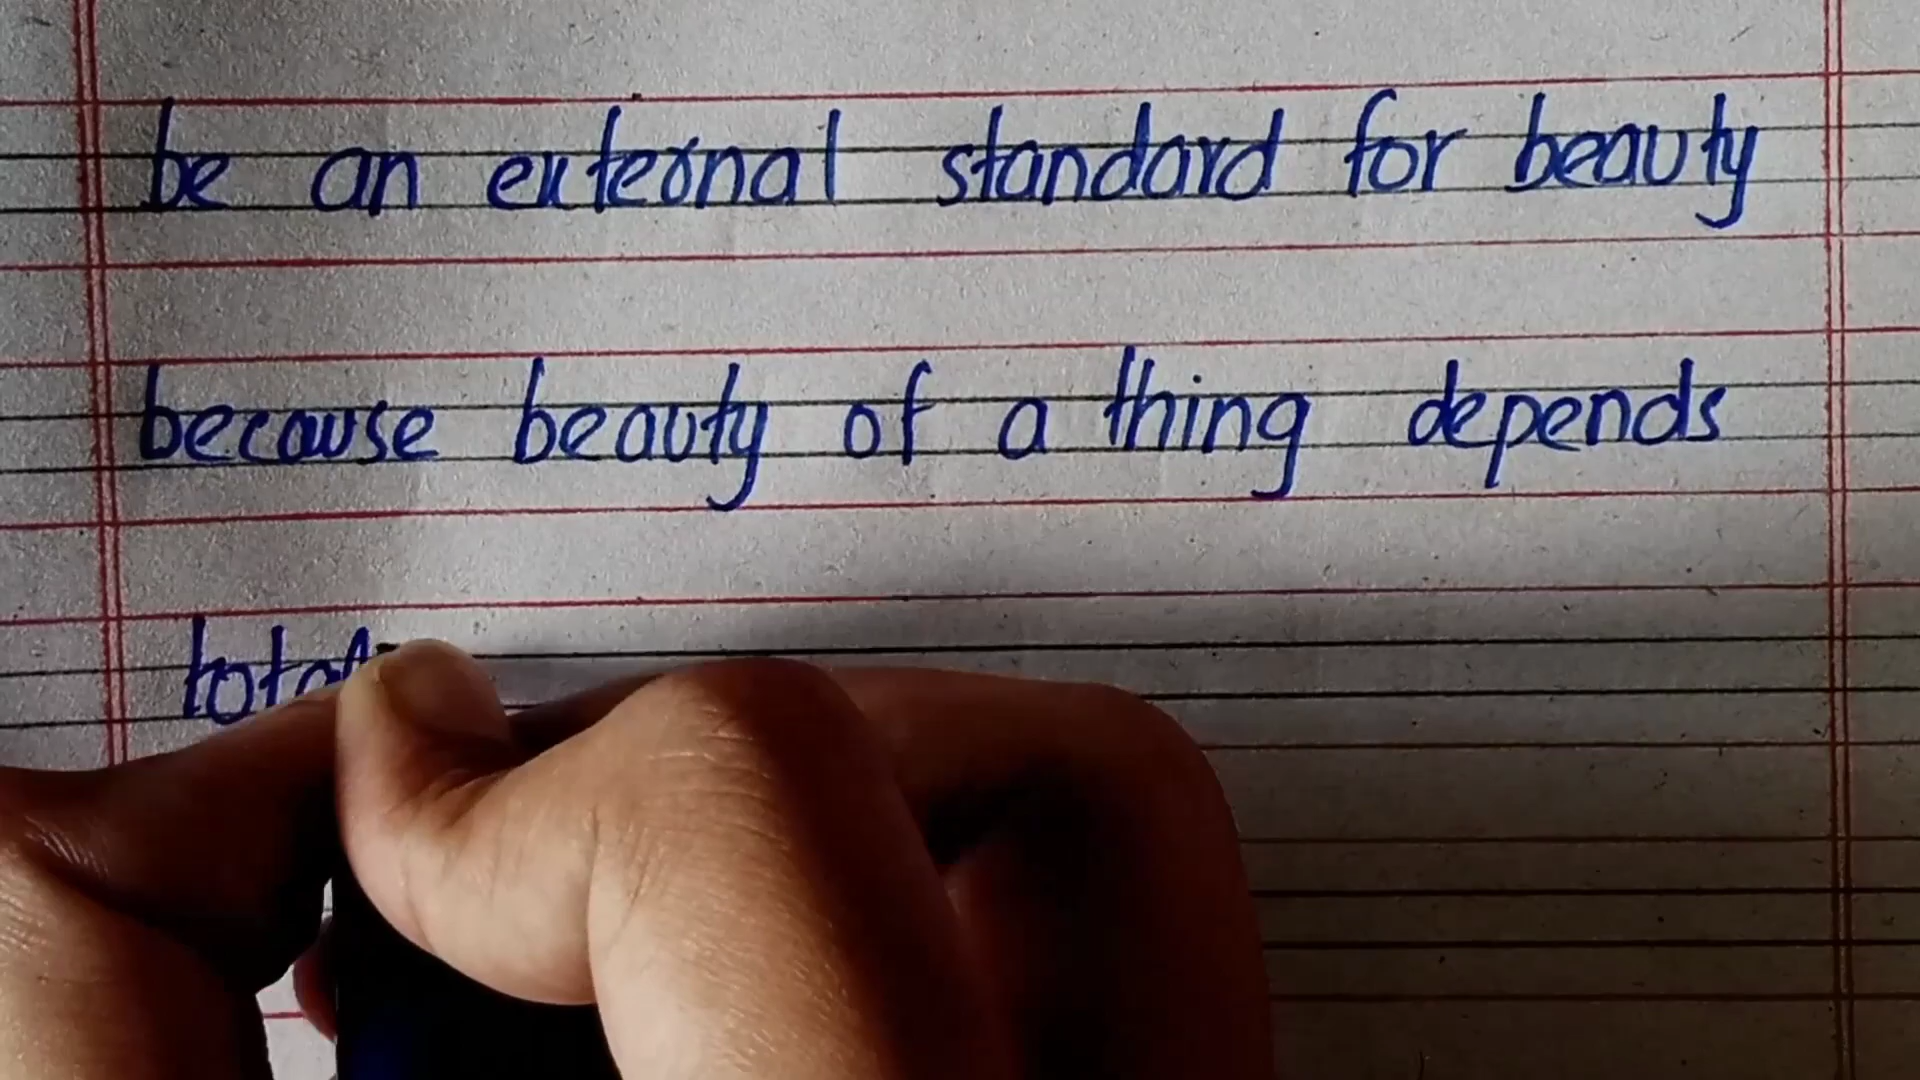 be an external standard for beauty
because beauty of a thing depends